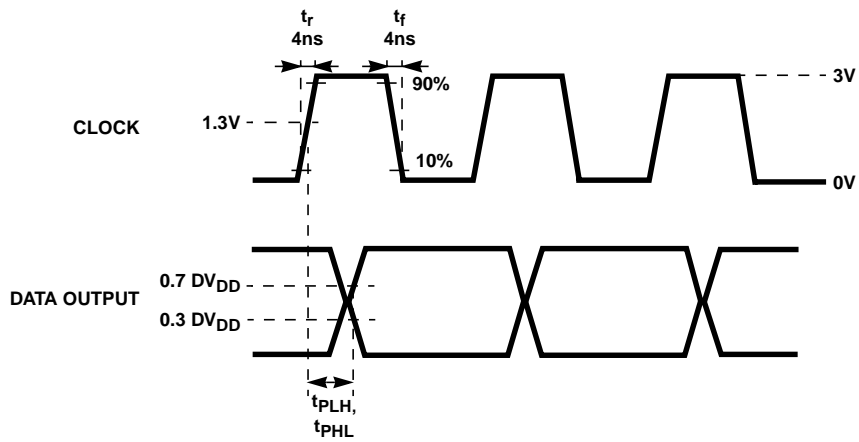 tr
4ns
tf
4ns
3V
90%
1.3V
CLOCK
10%
0V
0.7 DVDD
DATA OUTPUT
0.3 DVDD
tPLH,
tPHL